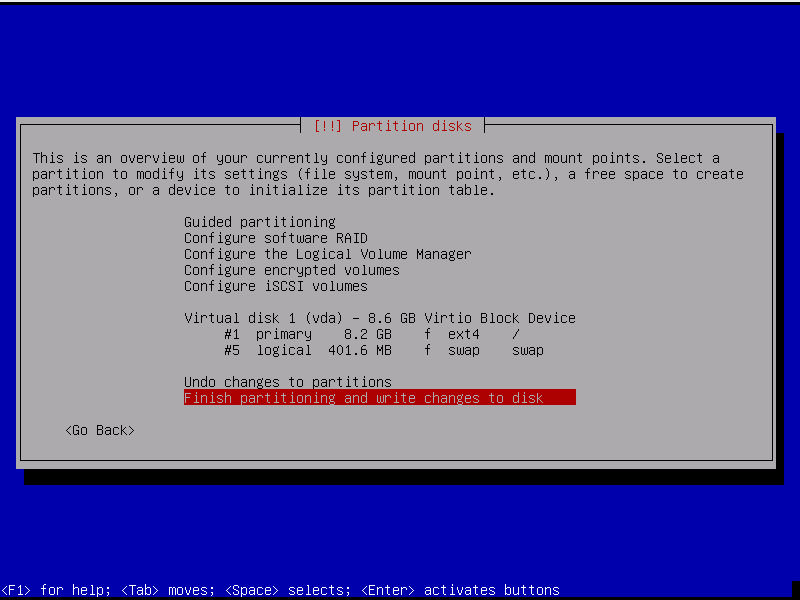 [!!] Partition disks
This is an overview of your currently configured partitions and mount points. Select a
partition to modify its settings (file system, mount point, etc.), a free space to create
partitions, or a device to initialize its partition table.
Guided partitioning
Configure software RAID
Configure the Logical Volume Manager
Configure encrypted volumes
Configure iSCSI volumes
Virtual disk 1 (vda) - 8.6 GB Virtio Block Device
#1 primary 8.2 GB f ext4 /
#5 logical 401.6 MB f swap swap
Undo changes to partitions
Finish partitioning and write changes to disk
<Go Back>
<F1> for help; <Tab> moves; <Space> selects; <Enter> activates buttons